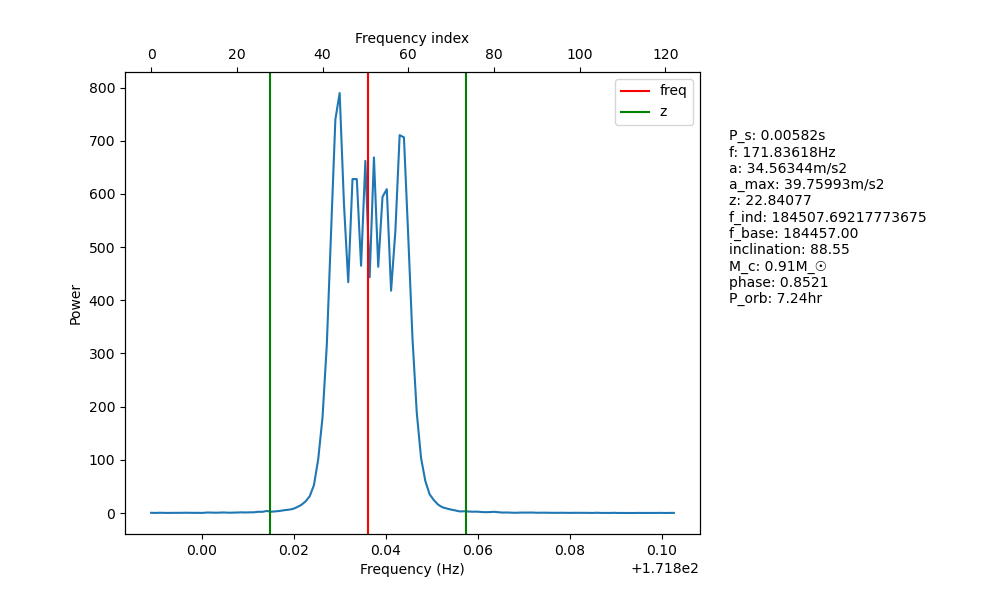 Frequency index
0 20 40 60 80 100 120
800
700
600
500
400
300
200
100
0
Power
freq
z
0.00 0.02 0.04 0.06 0.08 0.10
Frequency (Hz)
+1.718e2
P_s: 0.00582s
f: 171.83618Hz
a: 34.56344m/s2
a_max: 39.75993m/s2
z: 22.84077
f_ind: 184507.69217773675
f_base: 184457.00
inclination: 88.55
M_c: 0.91M_☉
phase: 0.8521
P_orb: 7.24hr